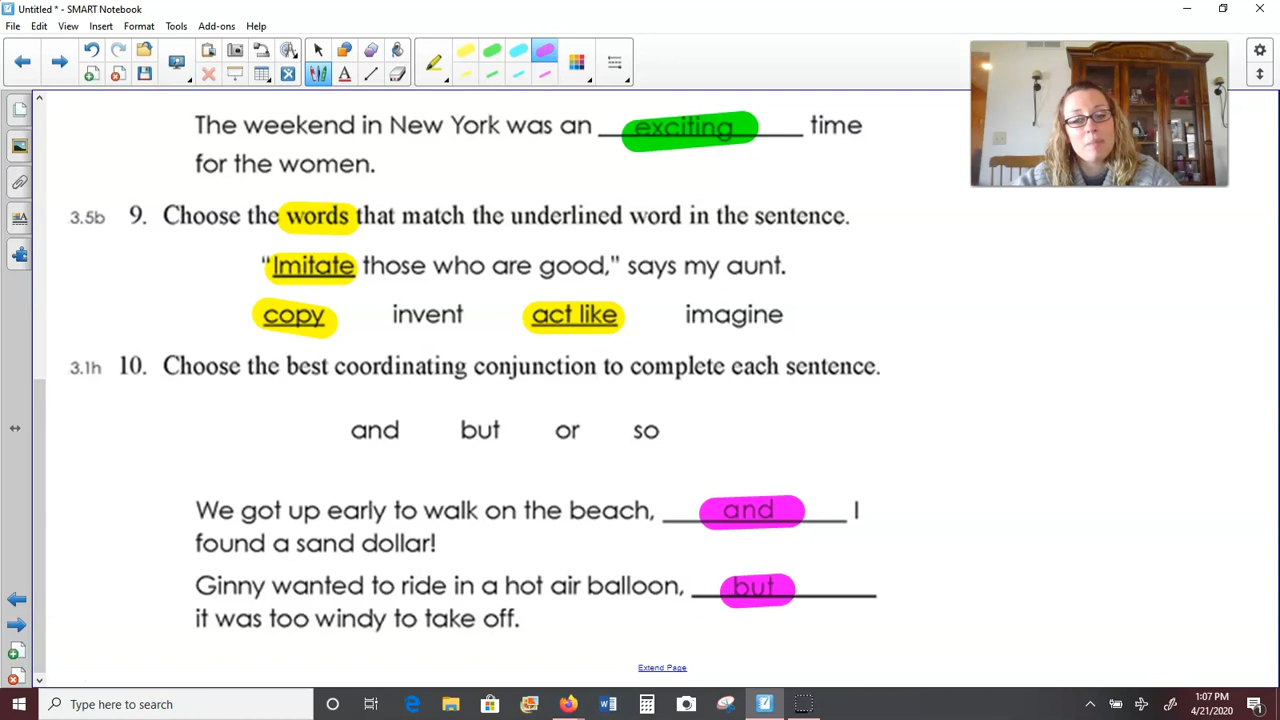 Untitled * - SMART Notebook
File Edit View Insert Format Tools Add-ons Help
The weekend in New York was an exciting time
for the women.
3.5b 9. Choose the words that match the underlined word in the sentence.
"Imitate those who are good," says my aunt.
copy invent act like imagine
3.1h 10. Choose the best coordinating conjunction to complete each sentence.
and but or so
We got up early to walk on the beach, and I
found a sand dollar!
Ginny wanted to ride in a hot air balloon, but
it was too windy to take off.
Extend Page
Type here to search
1:07 PM
4/21/2020